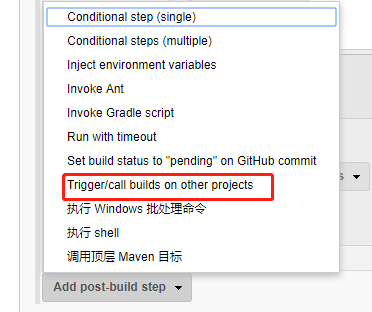 Conditional step (single)
Conditional steps (multiple)
Inject environment variables
Invoke Ant
Invoke Gradle script
Run with timeout
Set build status to "pending" on GitHub commit
Trigger/call builds on other projects
s
执行 Windows 批处理命令
执行 shell
调用顶层 Maven 目标
Add post-build step